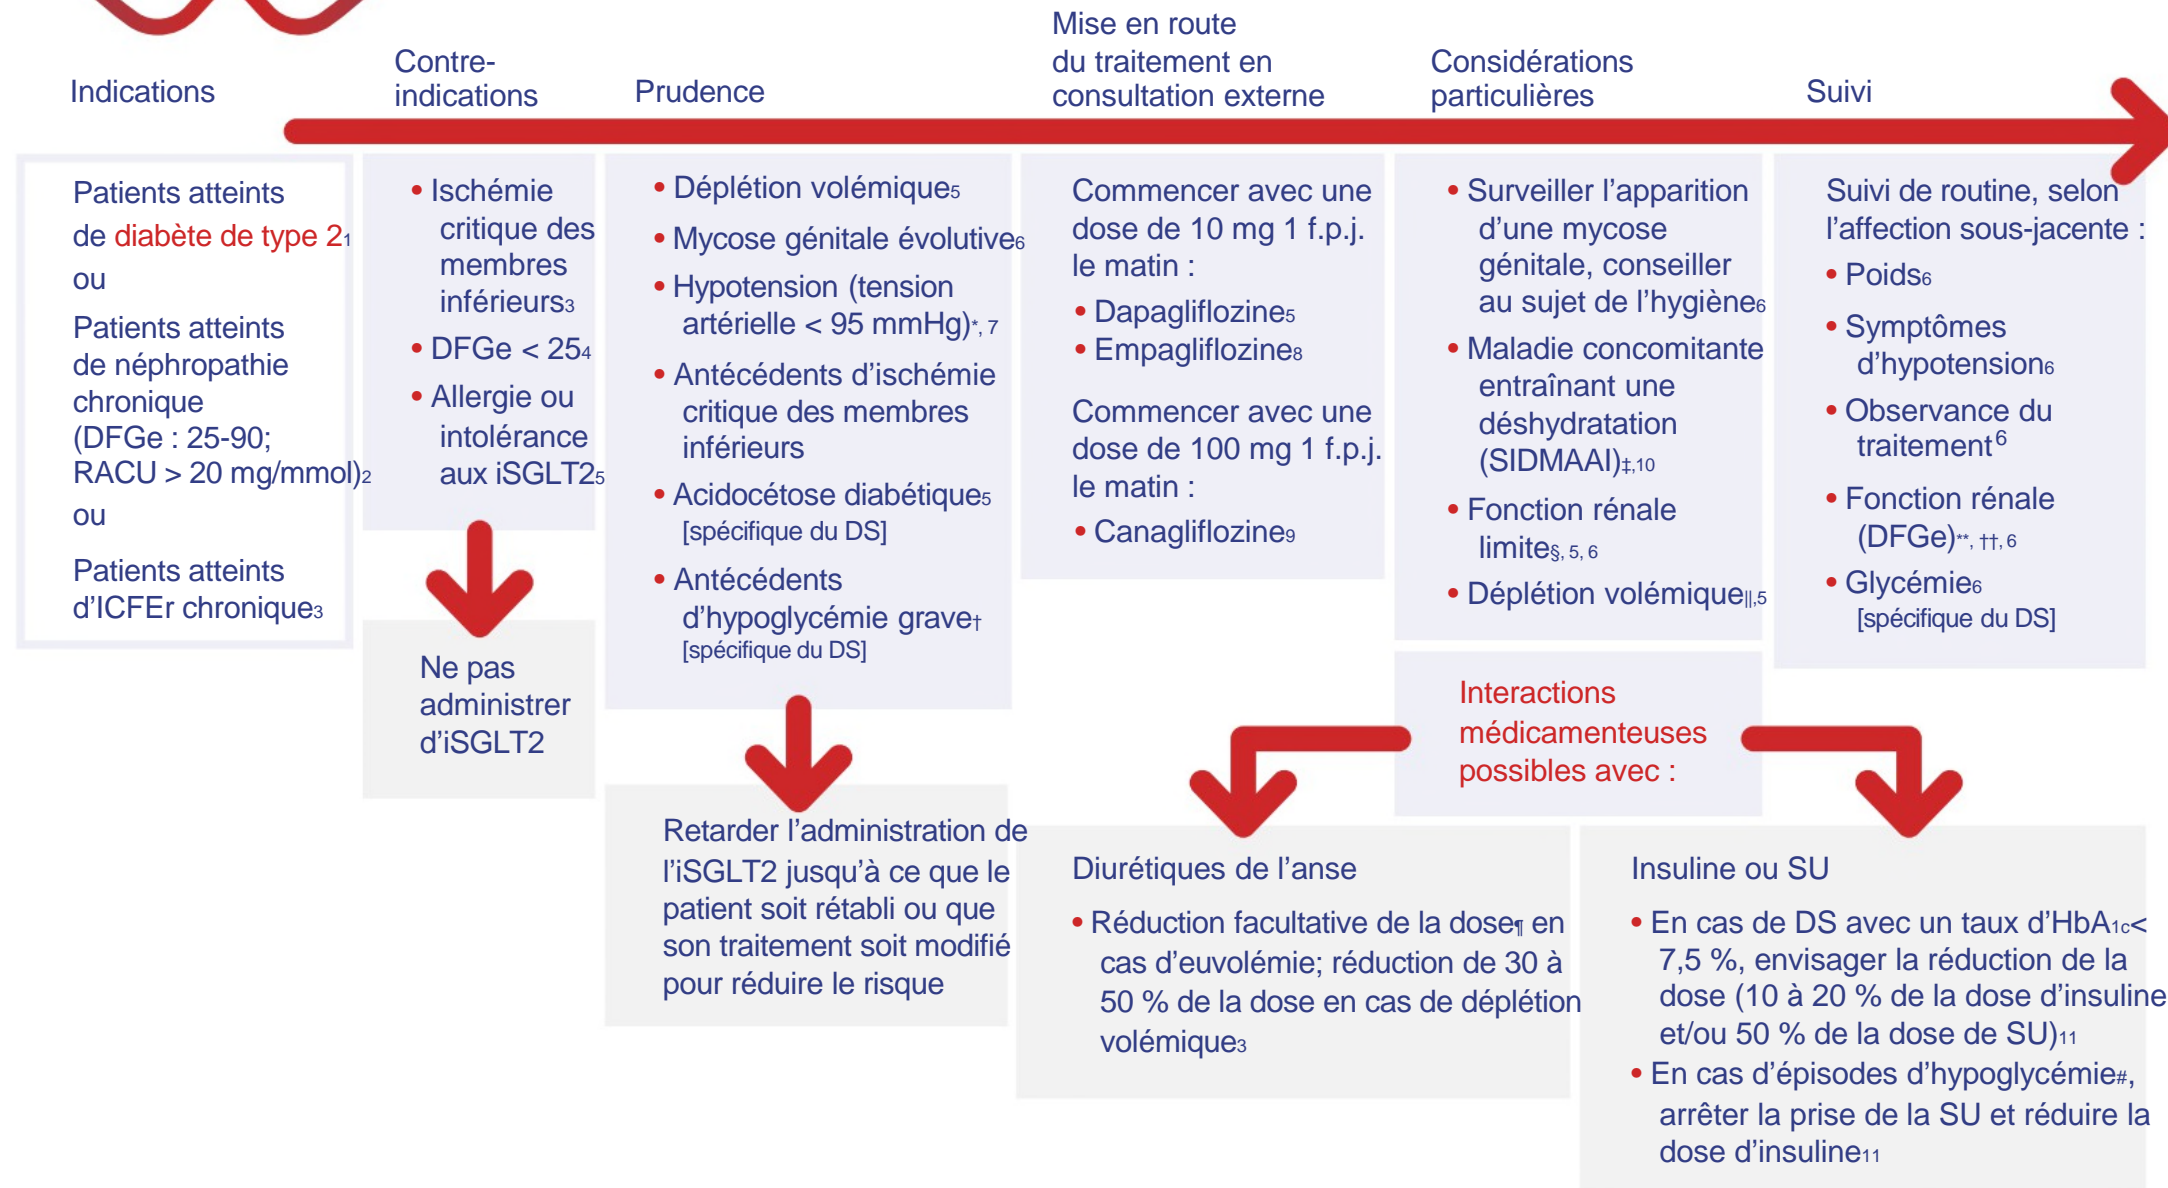 Indications
Contre-
indications
Prudence
Mise en route
du traitement en
consultation externe
Considérations
particulières
Suivi
Patients atteints
de diabète de type 21
ou
Patients atteints
de néphropathie
chronique
(DFGe : 25-90;
RACU > 20 mg/mmol)2
ou
Patients atteints
d'ICFEr chronique3
• Ischémie
critique des
membres
inférieurs3
• DFGe < 254
• Allergie ou
intolérance
aux iSGLT25
Ne pas
administrer
d'iSGLT2
• Déplétion volémique5
• Mycose génitale évolutive6
• Hypotension (tension
artérielle < 95 mmHg)*, 7
• Antécédents d'ischémie
critique des membres
inférieurs
• Acidocétose diabétique5
[spécifique du DS]
• Antécédents
d'hypoglycémie grave†
[spécifique du DS]
Retarder l'administration de
l'iSGLT2 jusqu'à ce que le
patient soit rétabli ou que
son traitement soit modifié
pour réduire le risque
Commencer avec une
dose de 10 mg 1 f.p.j.
le matin :
• Dapagliflozine5
• Empagliflozine8
Commencer avec une
dose de 100 mg 1 f.p.j.
le matin :
• Canagliflozine9
• Surveiller l'apparition
d'une mycose
génitale, conseiller
au sujet de l'hygiène6
• Maladie concomitante
entraînant une
déshydratation
(SIDMAAI)‡,10
• Fonction rénale
limite§, 5, 6
• Déplétion volémique||,5
Suivi de routine, selon
l'affection sous-jacente :
• Poids6
• Symptômes
d'hypotension6
• Observance du
traitement6
• Fonction rénale
(DFGe)**, ††, 6
• Glycémie6
[spécifique du DS]
Interactions
médicamenteuses
possibles avec :
Diurétiques de l'anse
• Réduction facultative de la dose¶ en
cas d'euvolémie; réduction de 30 à
50 % de la dose en cas de déplétion
volémique3
Insuline ou SU
• En cas de DS avec un taux d'HbA1c<
7,5 %, envisager la réduction de la
dose (10 à 20 % de la dose d'insuline
et/ou 50 % de la dose de SU)11
• En cas d'épisodes d'hypoglycémie#,
arrêter la prise de la SU et réduire la
dose d'insuline11